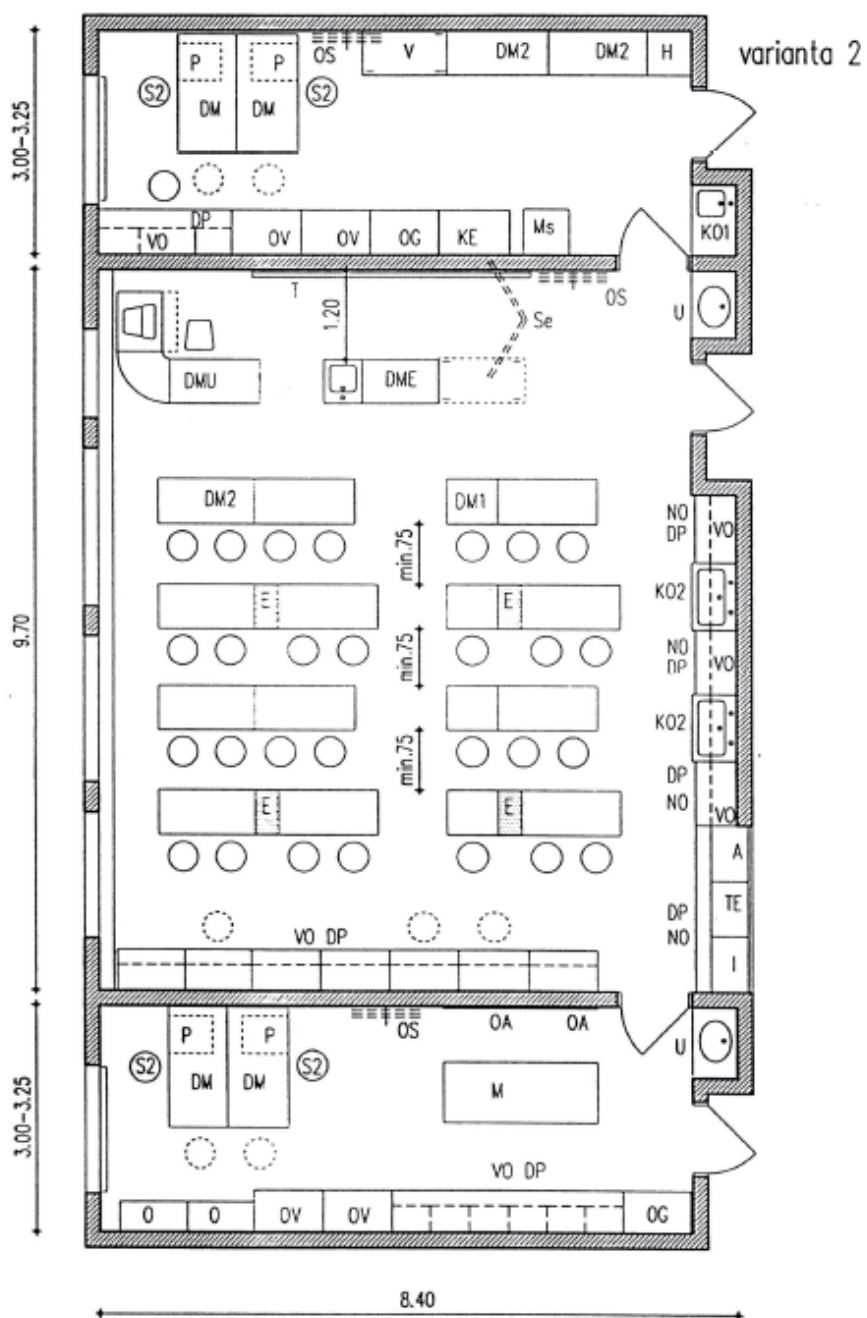 varianta 2
P P OS V DM2 DM2 H
S2 DM DM S2
3.00-3.25
DP
VO OV OV OG KE Ms KO1
T 1.20 Se OS U
DMU DME
DM2 DM1 NO
DP VO
min.75
E E KO2
NO
DP VO
min.75
9.70
KO2
min.75
DP
NO VO
E E
A
DP TE
NO
VO DP I
P P OS OA OA
S2 DM DM S2 M U
3.00-3.25
VO DP
O O OV OV OG
8.40